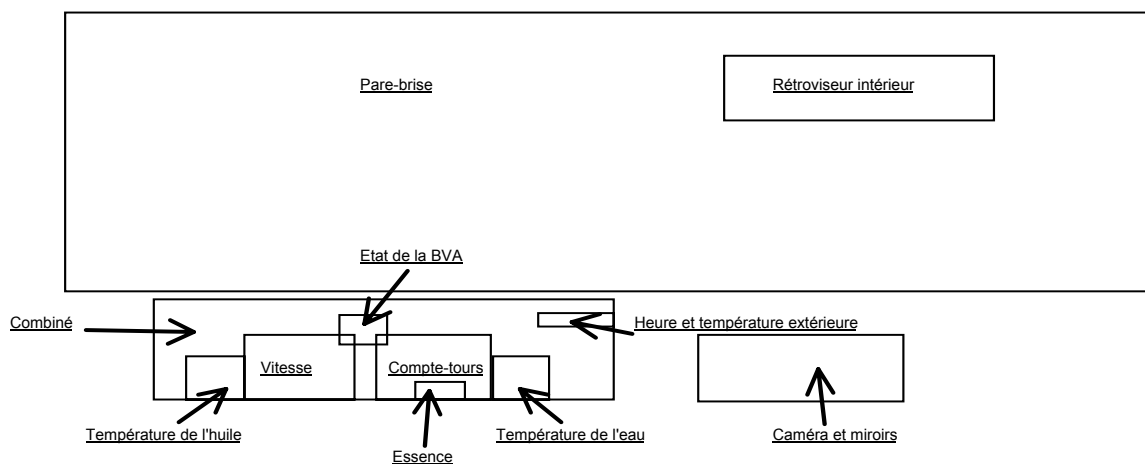 Pare-brise
Rétroviseur intérieur
Etat de la BVA
Combiné
Heure et température extérieure
Vitesse
Compte-tours
Température de l'huile
Température de l'eau
Caméra et miroirs
Essence